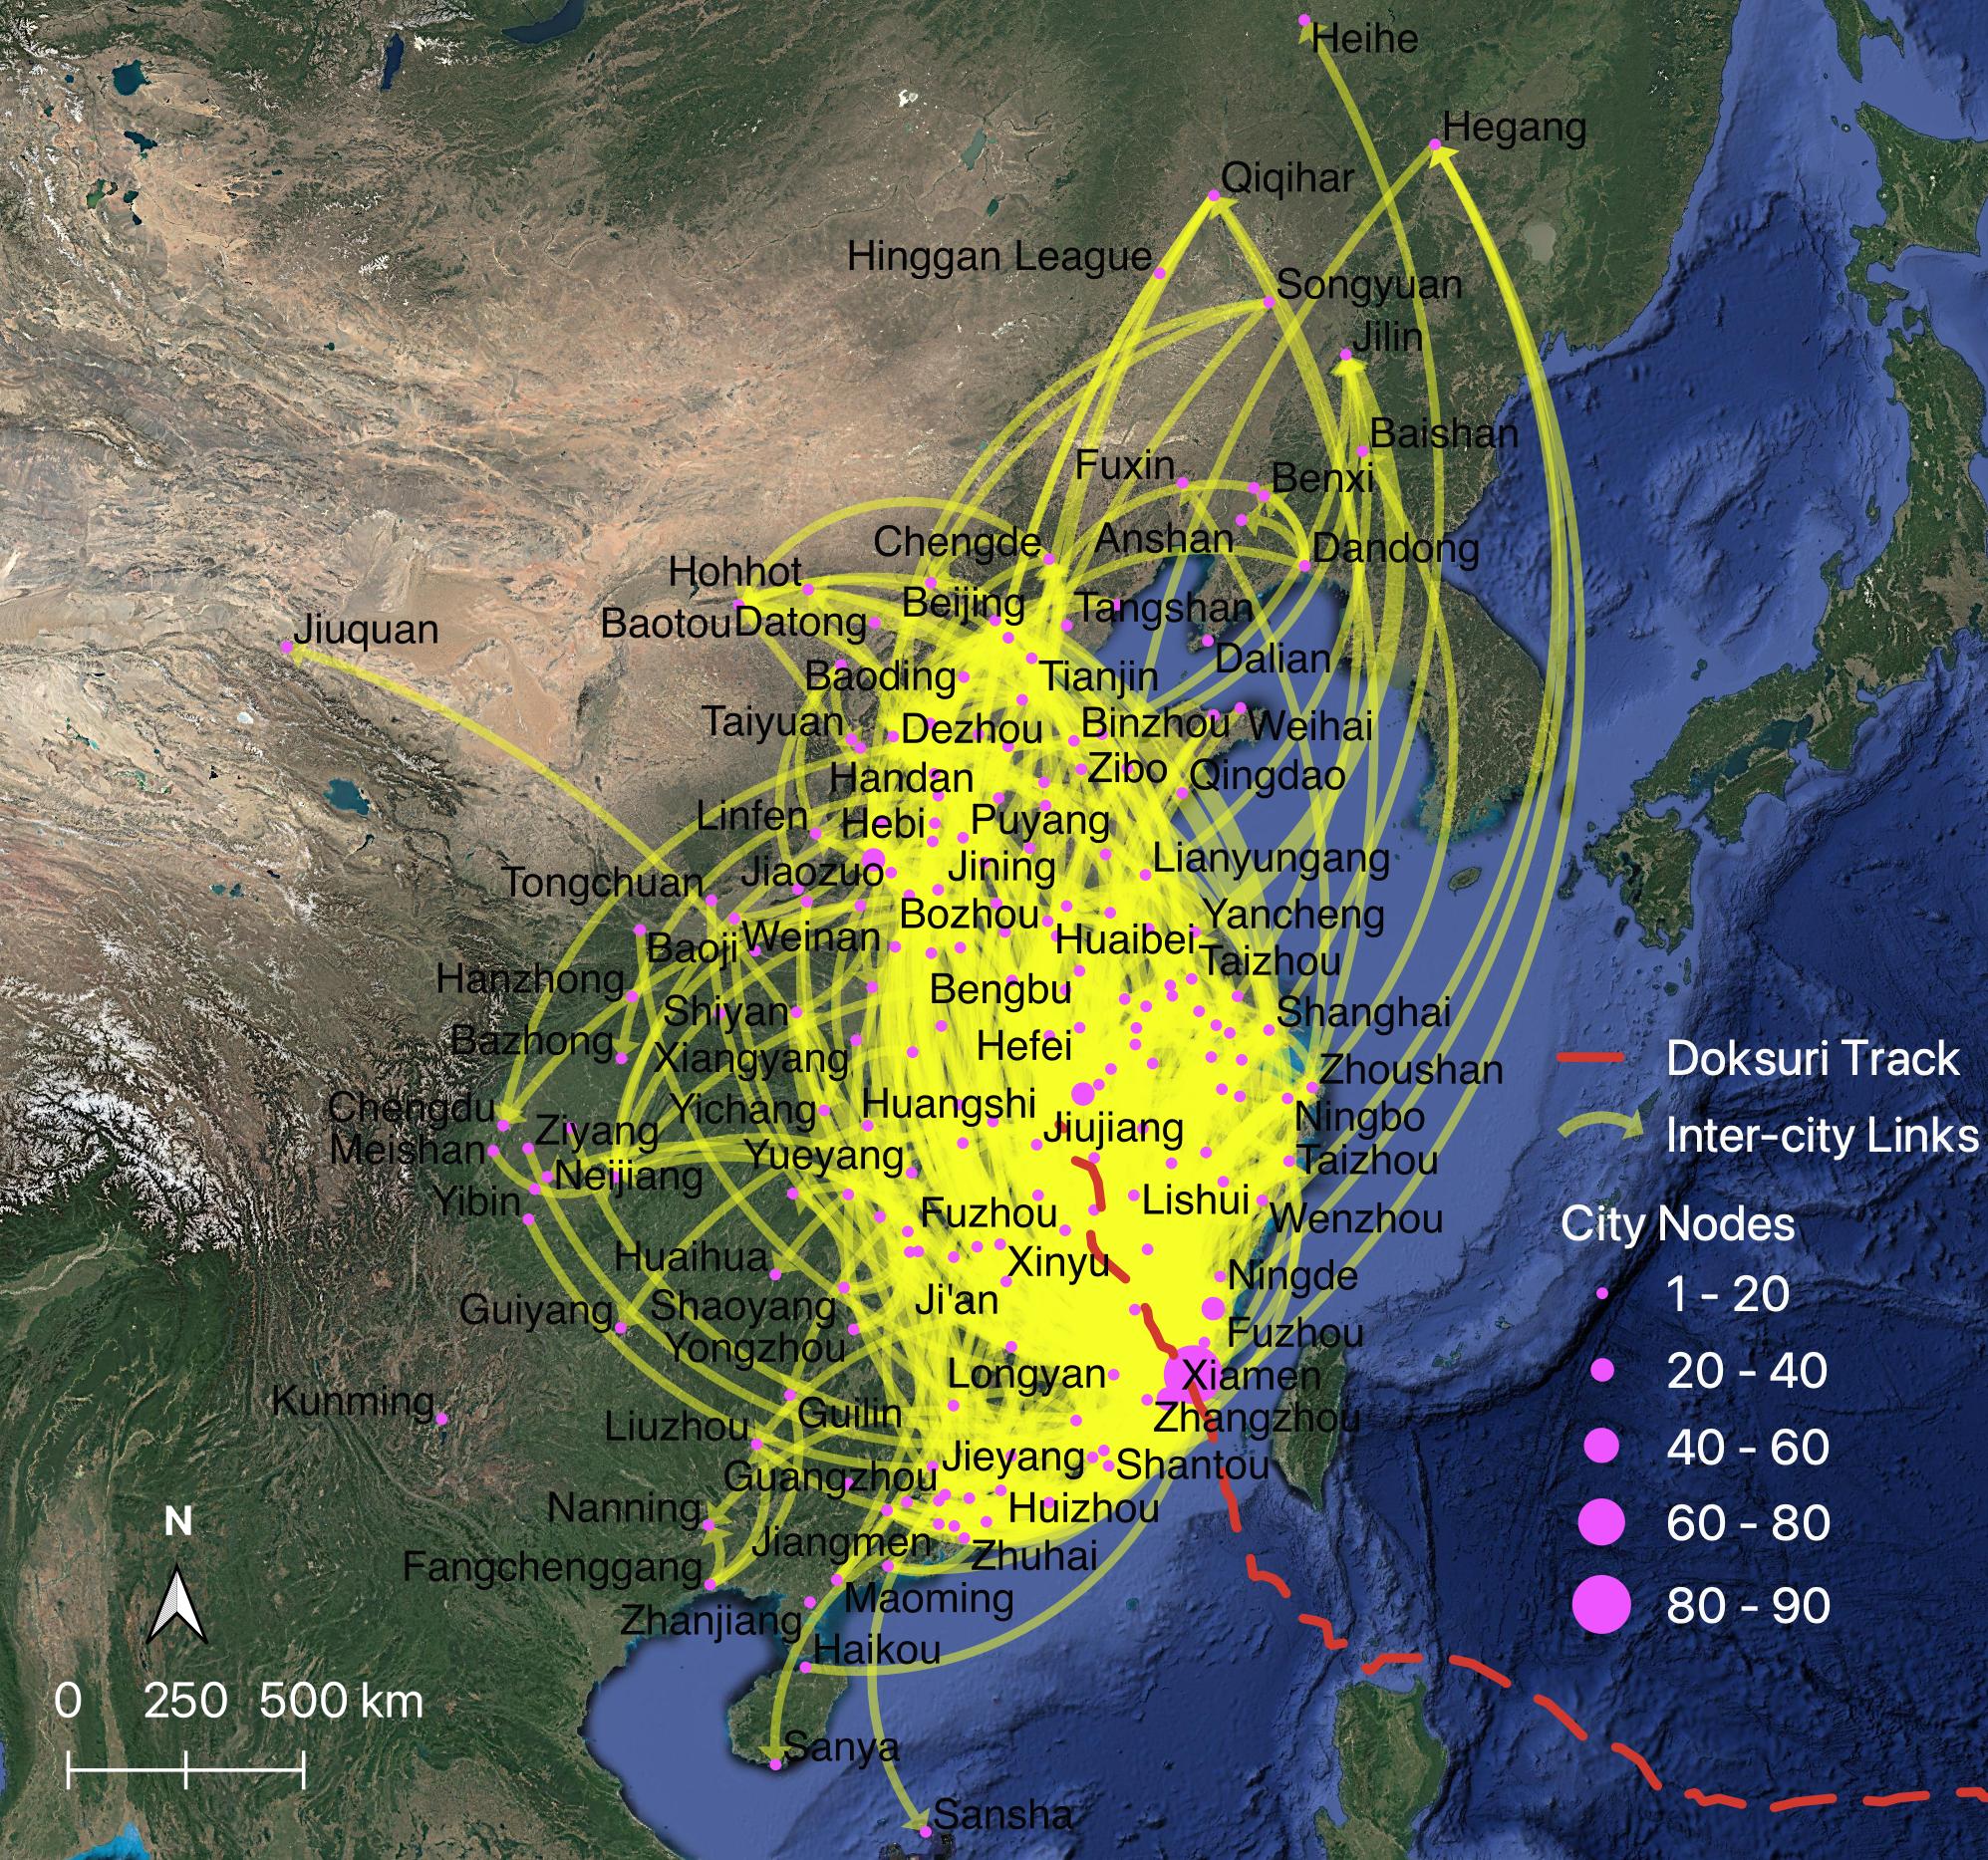 Heihe
Hegang
Qiqihar
Hinggan League
Songyuan
Jilin
Baishan
Fuxin
Benxi
Chengde
Anshan
Dandong
Hohhot
Beijing
Tangshan
Baotou
Datong
Jiuquan
Dalian
Baoding
Tianjin
Taiyuan
Dezhou
Binzhou
Weihai
Handan
Zibo
Qingdao
Linfen
Hebi
Puyang
Tongchuan
Jiaozuo
Jining
Lianyungang
Bozhou
Yancheng
Baoji
Weinan
Huaibei
Taizhou
Hanzhong
Bengbu
Shiyan
Shanghai
Bazhong
Xiangyang
Hefei
Doksuri Track
Zhoushan
Chengdu
Yichang
Huangshi
Ningbo
Ziyang
Jiujiang
Inter-city Links
Meishan
Yueyang
Taizhou
Neijiang
Yibin
Fuzhou
Lishui
Wenzhou
City Nodes
Huaihua
Xinyu
Ningde
1 - 20
Guiyang
Shaoyang
Ji'an
Fuzhou
Yongzhou
Longyan
Xiamen
20 - 40
Kunming
Guilin
Zhangzhou
Liuzhou
40 - 60
Jieyang
Shantou
Guangzhou
Nanning
Huizhou
60 - 80
N
Jiangmen
Zhuhai
Fangchenggang
Maoming
80 - 90
Zhanjiang
Haikou
0 250 500 km
Sanya
Sansha